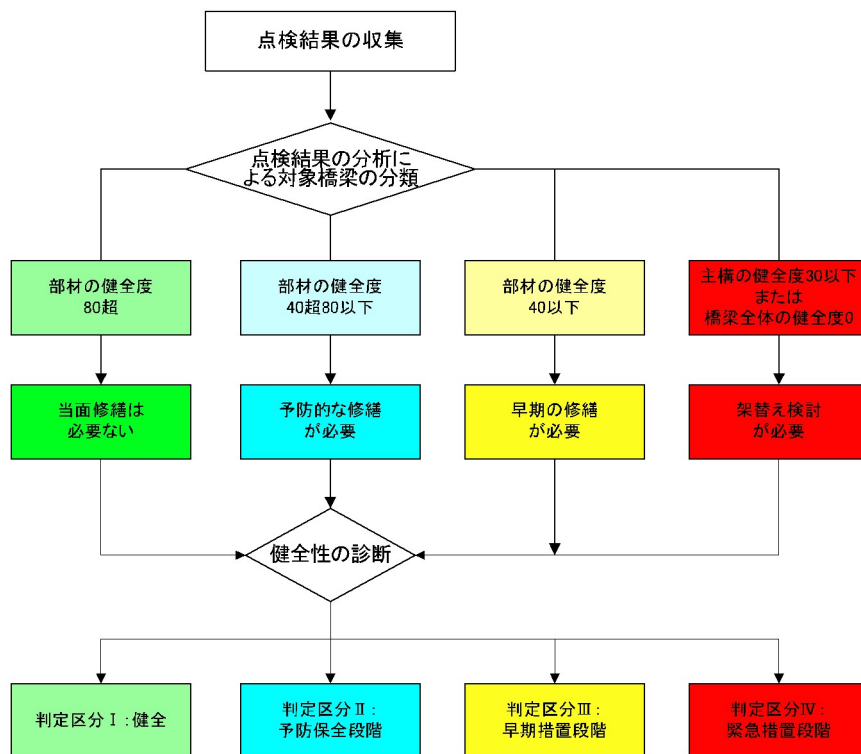 点検結果の収集
点検結果の分析に
よる対象橋梁の分類
部材の健全度
80超
部材の健全度
40超80以下
部材の健全度
40以下
主構の健全度30以下
または
橋梁全体の健全度0
当面修繕は
必要ない
予防的な修繕
が必要
早期の修繕
が必要
架替え検討
が必要
健全性の診断
判定区分Ⅰ:健全
判定区分Ⅱ:
予防保全段階
判定区分Ⅲ:
早期措置段階
判定区分Ⅳ:
緊急措置段階